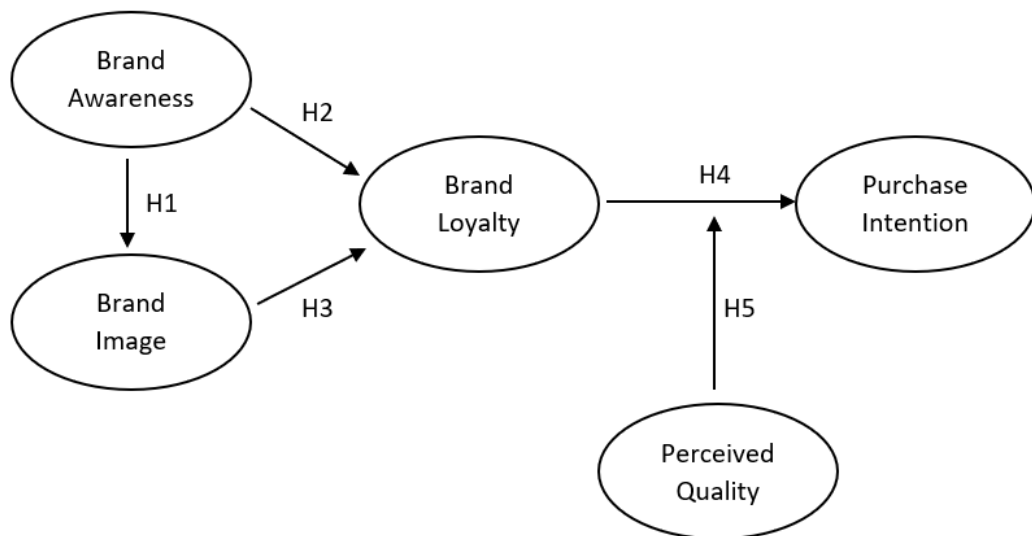 Brand
Awareness
H2
H1
Brand
Loyalty
H4
Purchase
Intention
Brand
Image
H3
H5
Perceived
Quality